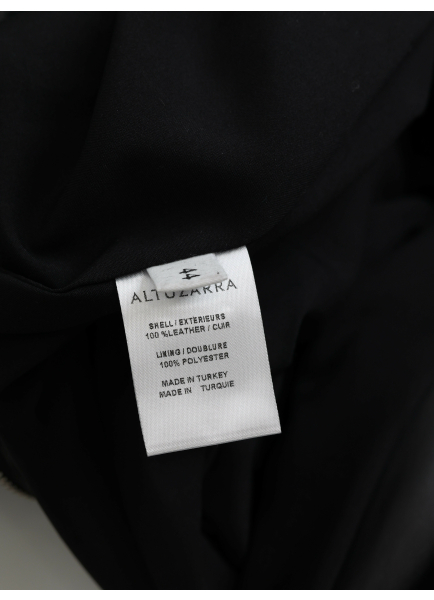 44
ALTUZARRA
SHELL / EXTERIEURS
100 %LEATHER / CUIR
LINING / DOUBLURE
100% POLYESTER
MADE IN TURKEY
MADE IN TURQUIE